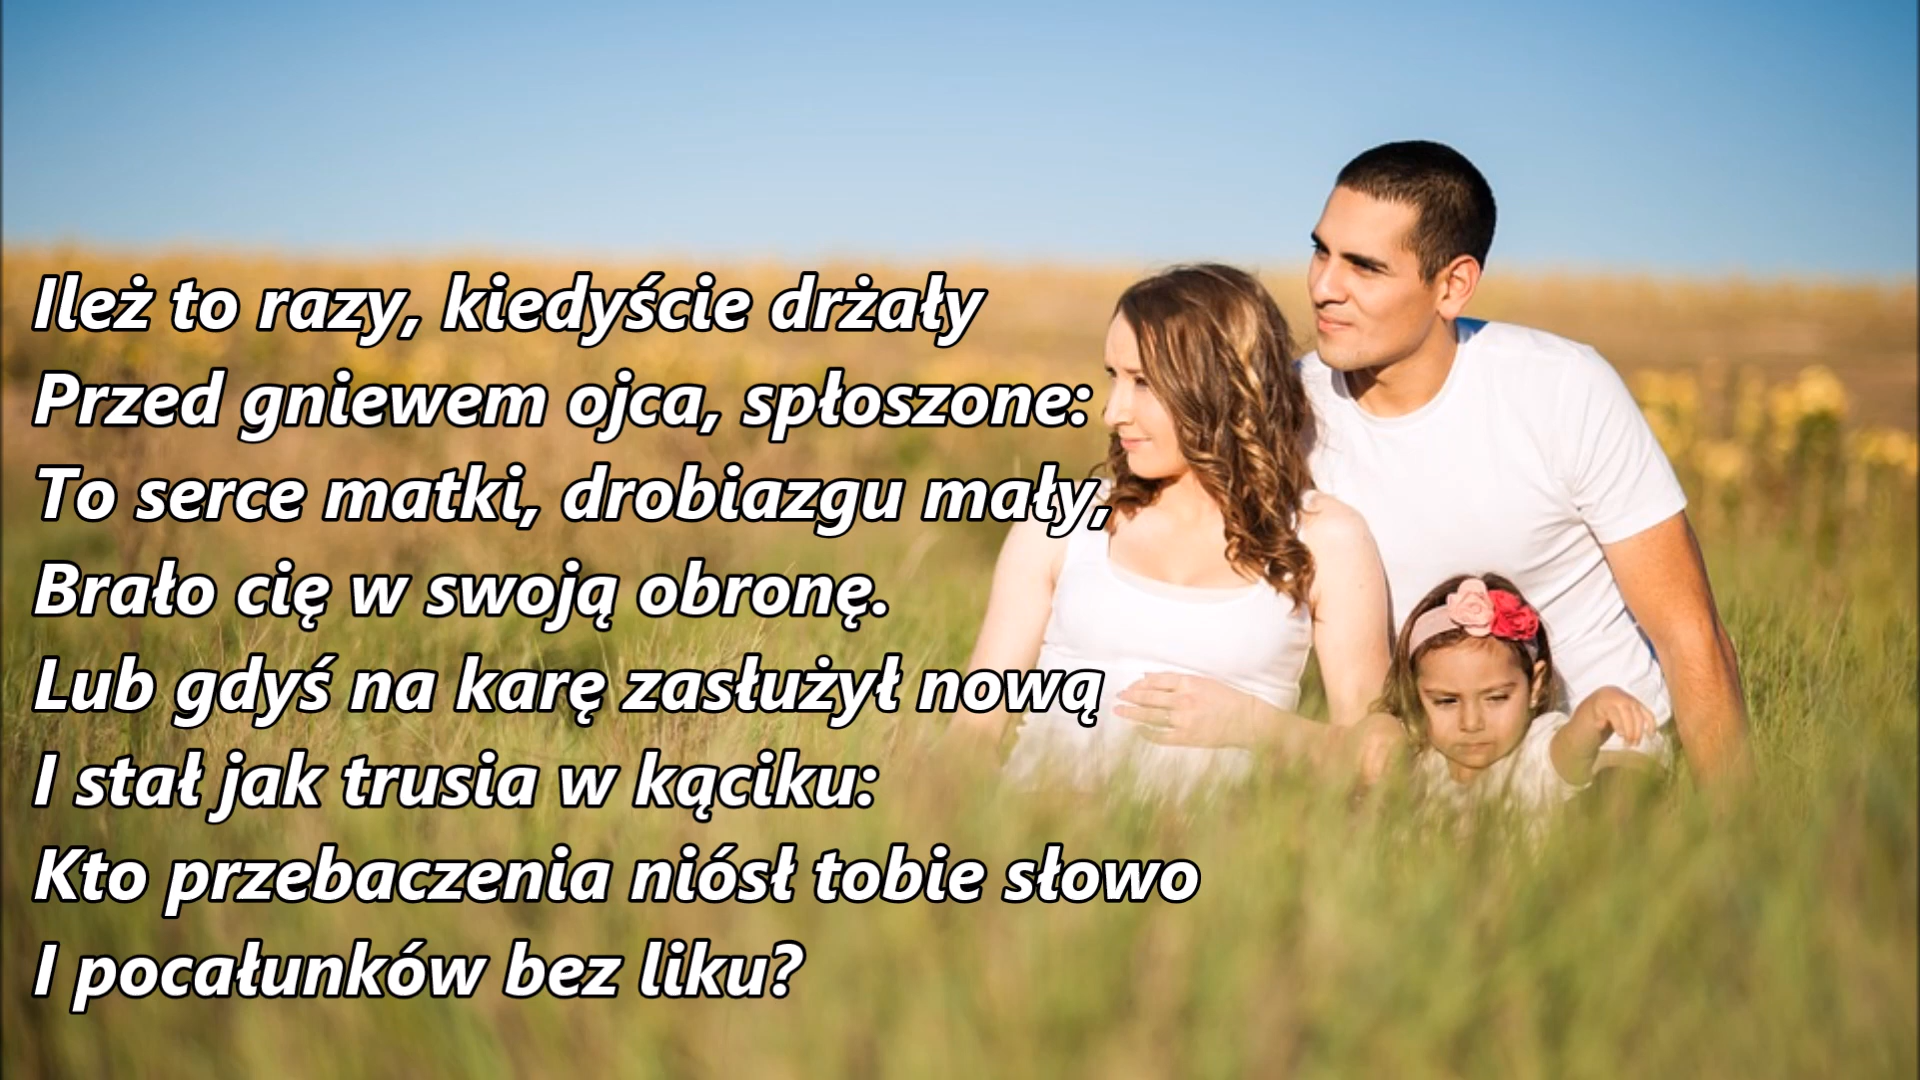 Ileż to razy, kiedyście drżały
Przed gniewem ojca, spłoszone:
To serce matki, drobiazgu mały,
Brało cię w swoją obronę.
Lub gdyś na karę zasłużył nową
I stał jak trusia w kąciku:
Kto przebaczenia niósł tobie słowo
I pocałunków bez liku?